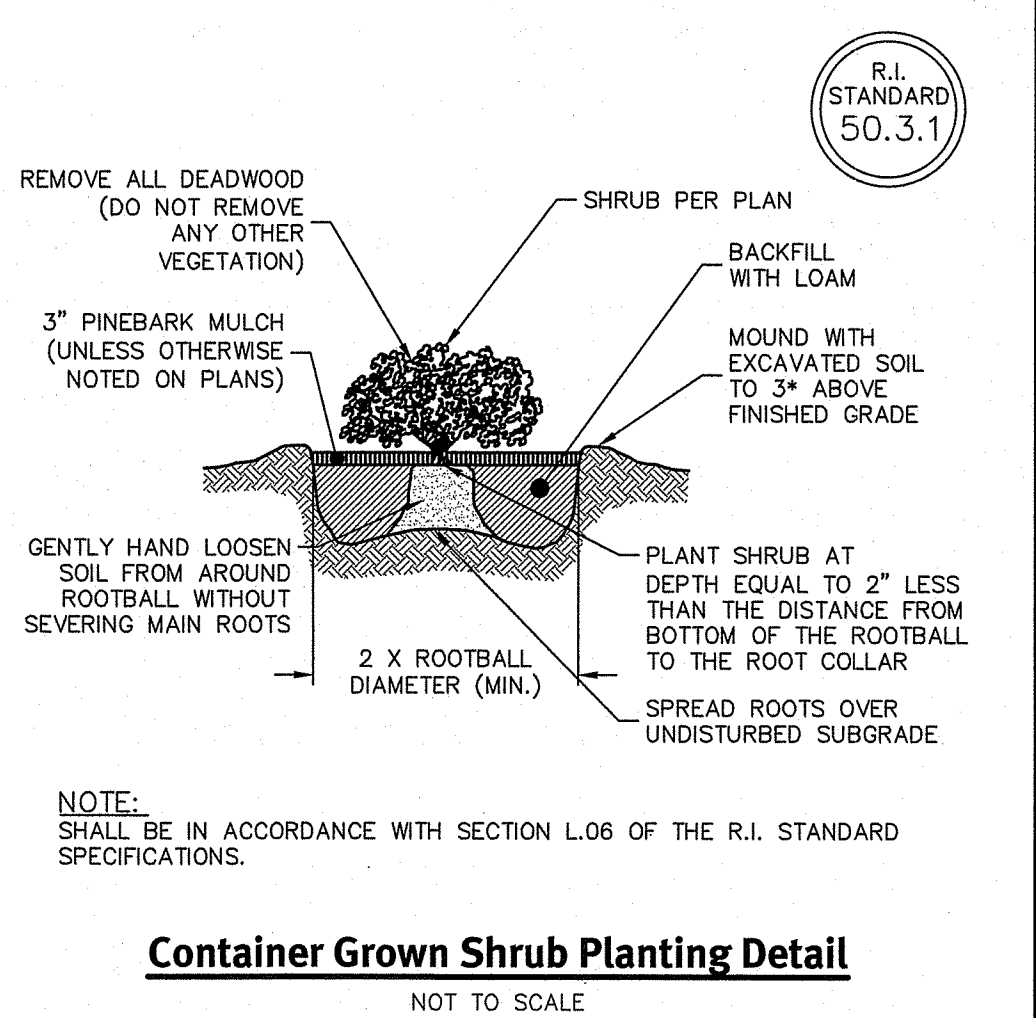 R.I.
STANDARD
50.3.1
REMOVE ALL DEADWOOD
(DO NOT REMOVE
ANY OTHER
VEGETATION)
SHRUB PER PLAN
BACKFILL
WITH LOAM
3" PINEBARK MULCH
(UNLESS OTHERWISE
NOTED ON PLANS)
MOUND WITH
EXCAVATED SOIL
TO 3* ABOVE
FINISHED GRADE
GENTLY HAND LOOSEN
SOIL FROM AROUND
ROOTBALL WITHOUT
SEVERING MAIN ROOTS
PLANT SHRUB AT
DEPTH EQUAL TO 2" LESS
THAN THE DISTANCE FROM
BOTTOM OF THE ROOTBALL
TO THE ROOT COLLAR
2 X ROOTBALL
DIAMETER (MIN.)
SPREAD ROOTS OVER
UNDISTURBED SUBGRADE
NOTE:
SHALL BE IN ACCORDANCE WITH SECTION L.06 OF THE R.I. STANDARD
SPECIFICATIONS.
Container Grown Shrub Planting Detail
NOT TO SCALE